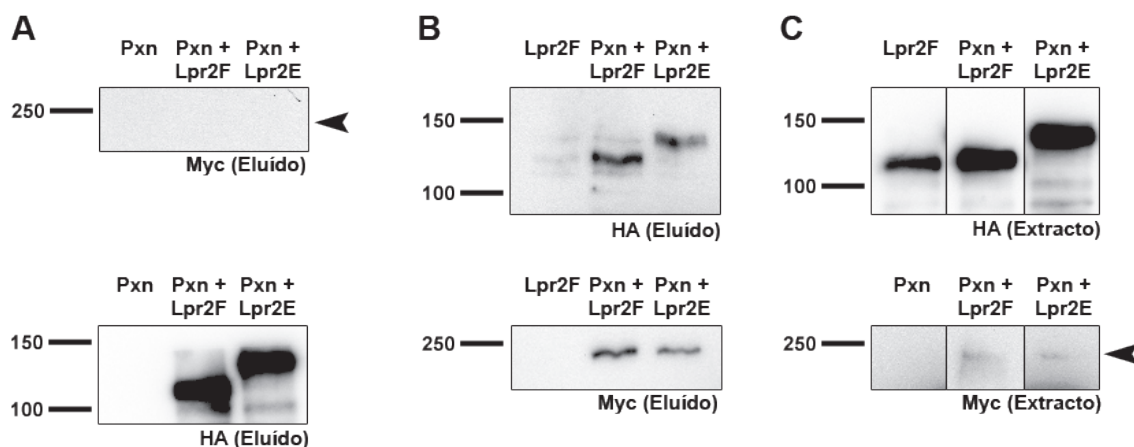 A
Pxn Pxn + Pxn +
Lpr2F Lpr2E
250
Myc (Eluído)
Pxn Pxn + Pxn +
Lpr2F Lpr2E
150
100
HA (Eluído)
B
Lpr2F Pxn + Pxn +
Lpr2F Lpr2E
150
100
HA (Eluído)
Lpr2F Pxn + Pxn +
Lpr2F Lpr2E
250
Myc (Eluído)
C
Lpr2F Pxn + Pxn +
Lpr2F Lpr2E
150
100
HA (Extracto)
Pxn Pxn + Pxn +
Lpr2F Lpr2E
250
Myc (Extracto)